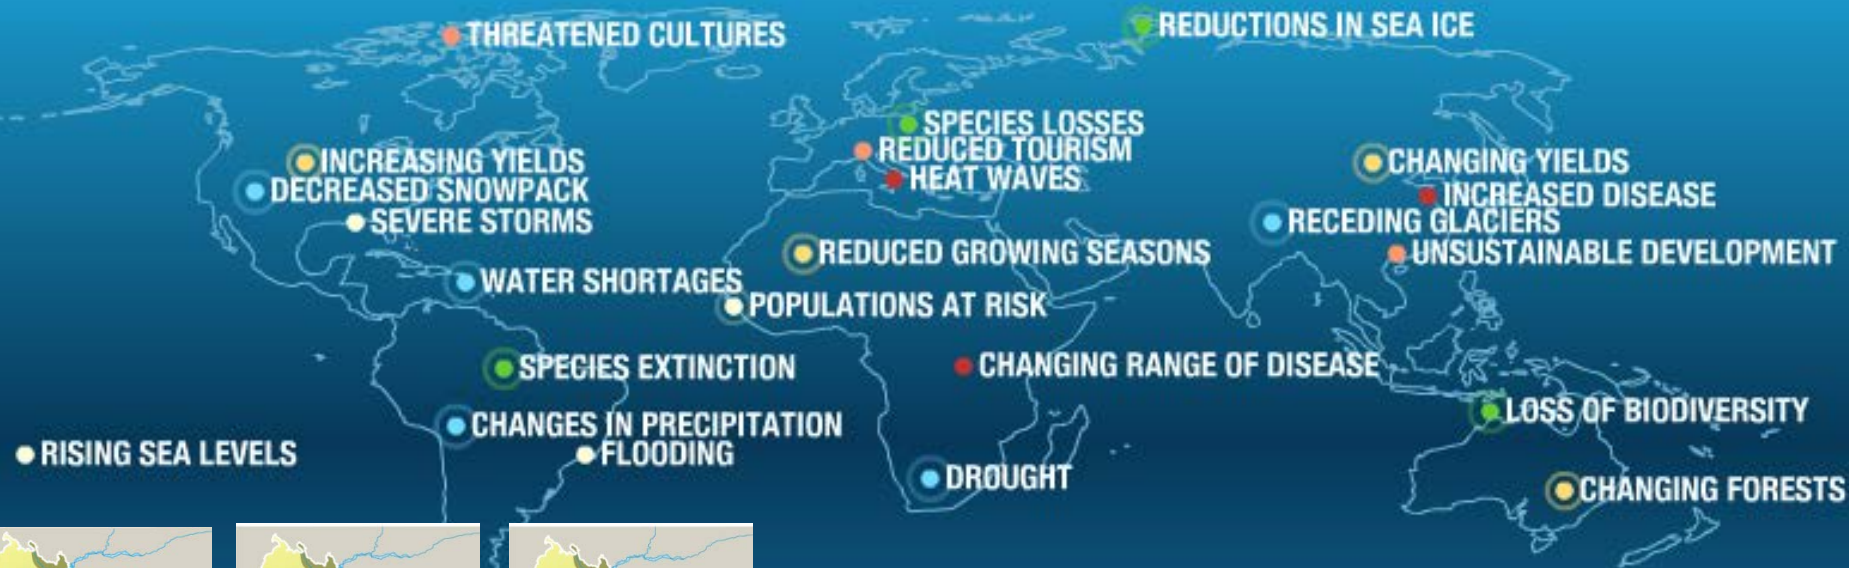 THREATENED CULTURES
REDUCTIONS IN SEA ICE
SPECIES LOSSES
REDUCED TOURISM
HEAT WAVES
INCREASING YIELDS
DECREASED SNOWPACK
SEVERE STORMS
CHANGING YIELDS
INCREASED DISEASE
RECEDING GLACIERS
UNSUSTAINABLE DEVELOPMENT
REDUCED GROWING SEASONS
WATER SHORTAGES
POPULATIONS AT RISK
SPECIES EXTINCTION
CHANGING RANGE OF DISEASE
CHANGES IN PRECIPITATION
LOSS OF BIODIVERSITY
RISING SEA LEVELS
FLOODING
DROUGHT
CHANGING FORESTS